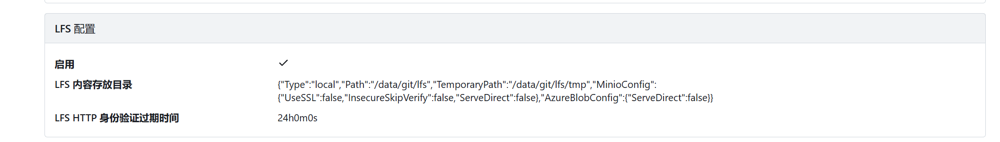 LFS 配置
启用
LFS 内容存放目录
{"Type":"local","Path":"/data/git/lfs","TemporaryPath":"/data/git/lfs/tmp","MinioConfig":
{"UseSSL":false,"InsecureSkipVerify":false,"ServeDirect":false},"AzureBlobConfig":{"ServeDirect":false}}
LFS HTTP 身份验证过期时间
24h0m0s